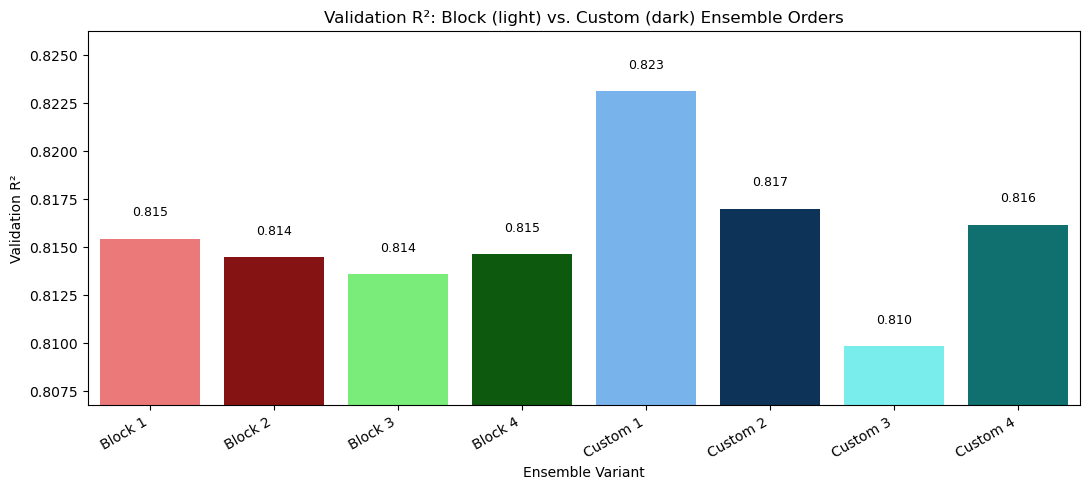 Validation R²: Block (light) vs. Custom (dark) Ensemble Orders
Validation R²
0.8250
0.8225
0.8200
0.8175
0.8150
0.8125
0.8100
0.8075
0.815
0.814
0.814
0.815
0.823
0.817
0.810
0.816
Block 1
Block 2
Block 3
Block 4
Custom 1
Custom 2
Custom 3
Custom 4
Ensemble Variant